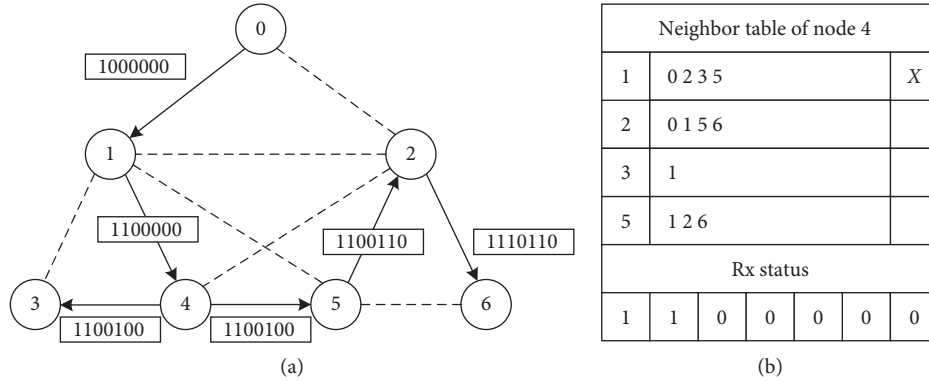 0
1000000
1
2
1100000
1100110
1110110
3
4
5
6
1100100
1100100
(a)
Neighbor table of node 4
1 0 2 3 5 X
2 0 1 5 6
3 1
5 1 2 6
Rx status
1 1 0 0 0 0 0
(b)